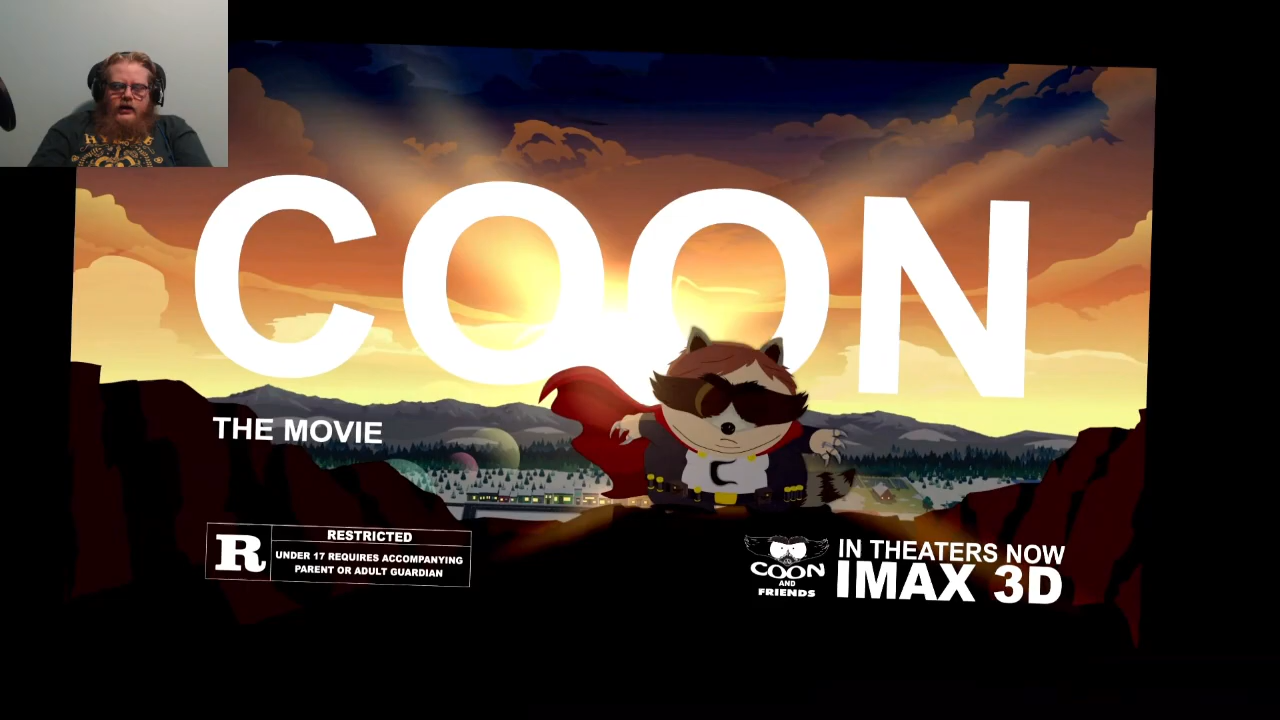 COON
THE MOVIE
R
RESTRICTED
UNDER 17 REQUIRES ACCOMPANYING
PARENT OR ADULT GUARDIAN
COON
AND
FRIENDS
IN THEATERS NOW
IMAX 3D